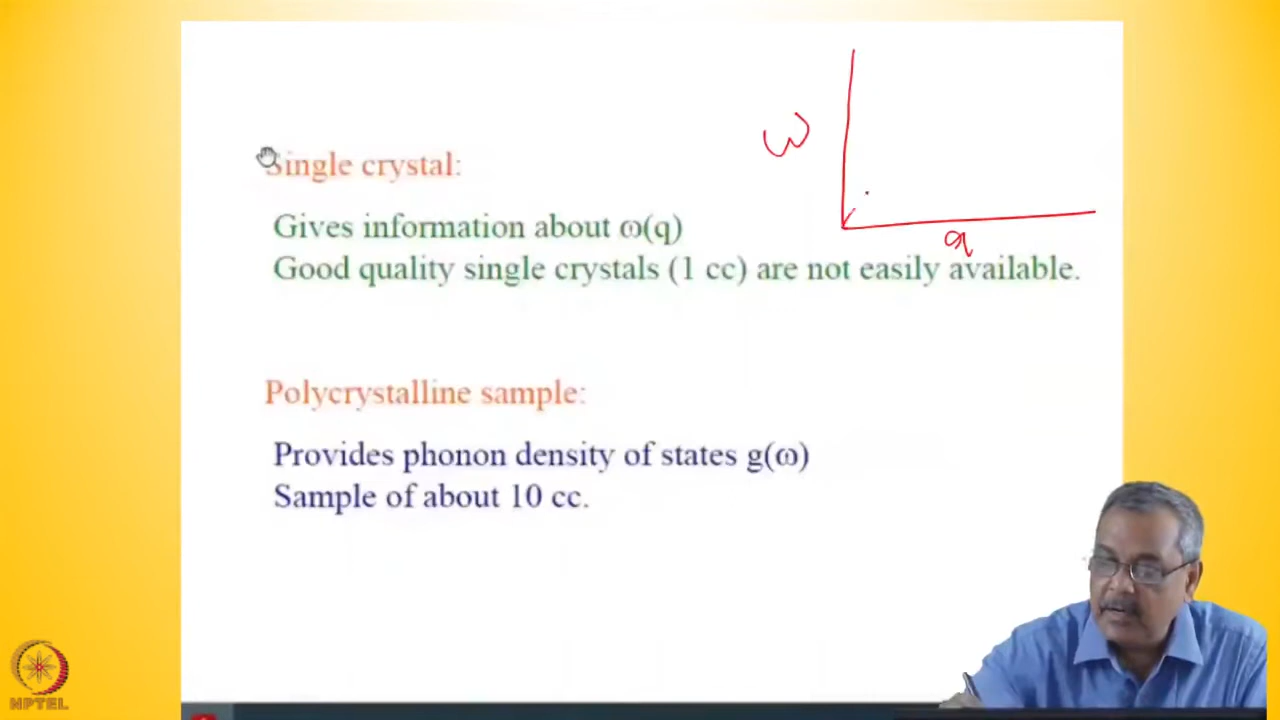 Single crystal:
ω
Gives information about ω(q)
q
Good quality single crystals (1 cc) are not easily available.
Polycrystalline sample:
Provides phonon density of states g(ω)
Sample of about 10 cc.
NPTEL